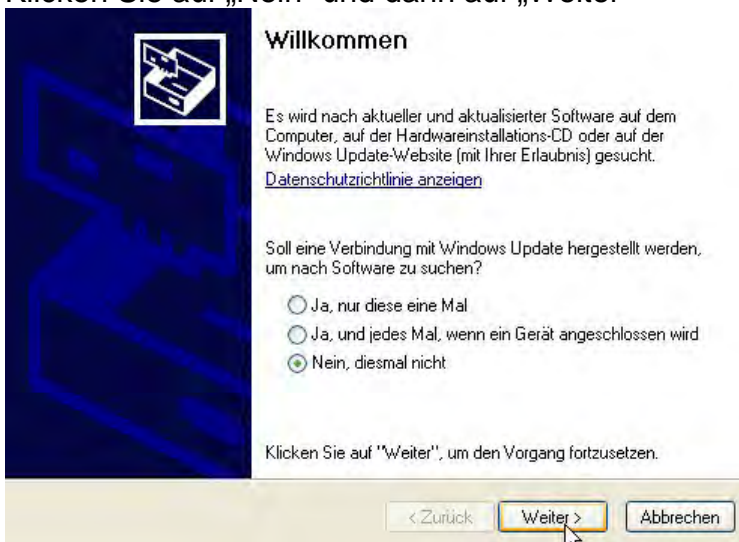 Klicken Sie auf „Nein“ und dann auf „Weiter“
Willkommen
Es wird nach aktueller und aktualisierter Software auf dem
Computer, auf der Hardwareinstallations-CD oder auf der
Windows Update-Website (mit Ihrer Erlaubnis) gesucht.
Datenschutzrichtlinie anzeigen
Soll eine Verbindung mit Windows Update hergestellt werden,
um nach Software zu suchen?
Ja, nur diese eine Mal
Ja, und jedes Mal, wenn ein Gerät angeschlossen wird
Nein, diesmal nicht
Klicken Sie auf "Weiter", um den Vorgang fortzusetzen.
< Zurück Weiter > Abbrechen